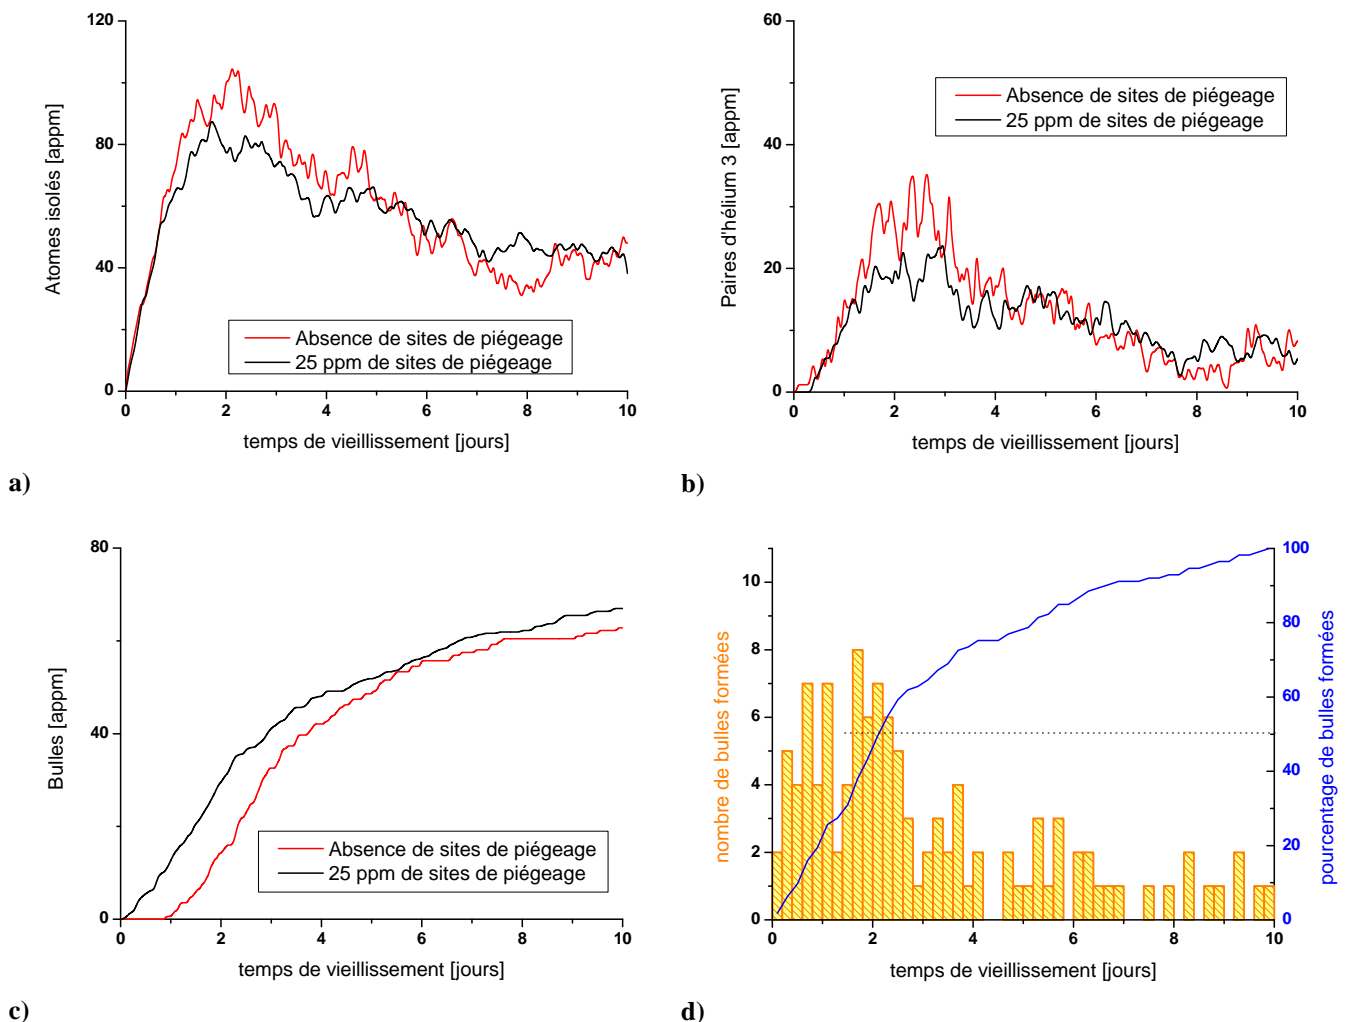 120
80
40
0
Atomes isolés [appm]
Absence de sites de piégeage
25 ppm de sites de piégeage
0 2 4 6 8 10
temps de vieillissement [jours]
a)
60
40
20
0
Paires d'hélium 3 [appm]
Absence de sites de piégeage
25 ppm de sites de piégeage
0 2 4 6 8 10
temps de vieillissement [jours]
b)
80
40
0
Bulles [appm]
Absence de sites de piégeage
25 ppm de sites de piégeage
0 2 4 6 8 10
temps de vieillissement [jours]
c)
10
8
6
4
2
0
nombre de bulles formées
100
80
60
40
20
0
pourcentage de bulles formées
0 2 4 6 8 10
temps de vieillissement [jours]
d)